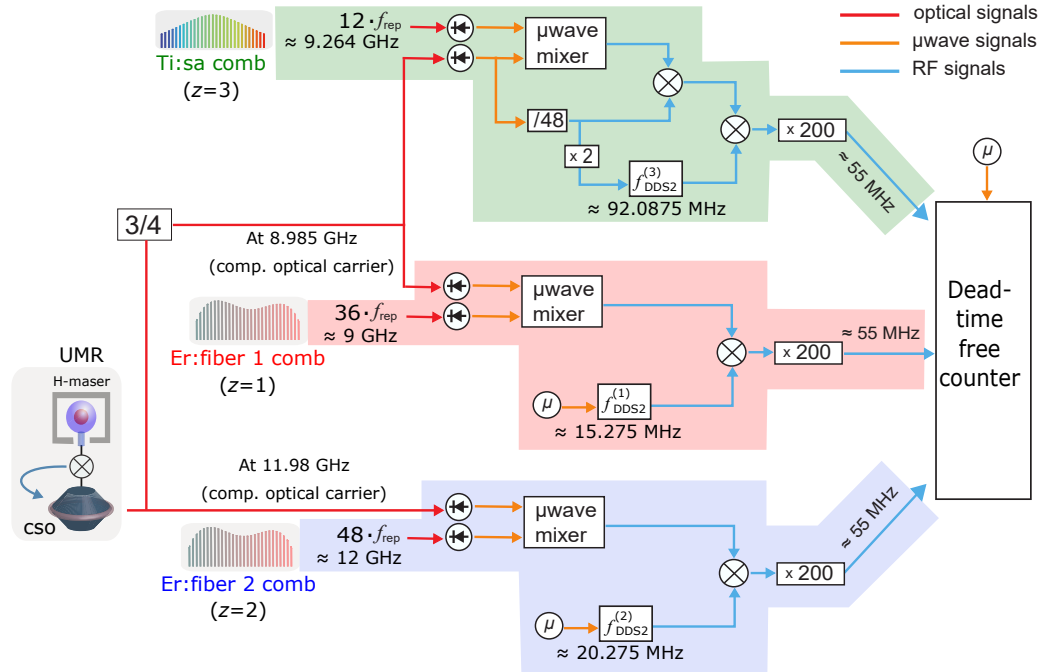 12·f_rep
≈ 9.264 GHz
Ti:sa comb
(z=3)
µwave
mixer
/48
x 2
f_DDS2^(3)
≈ 92.0875 MHz
x 200
≈ 55 MHz
optical signals
µwave signals
RF signals
µ
3/4
At 8.985 GHz
(comp. optical carrier)
36·f_rep
≈ 9 GHz
Er:fiber 1 comb
(z=1)
µwave
mixer
µ
f_DDS2^(1)
≈ 15.275 MHz
x 200
≈ 55 MHz
Dead-
time
free
counter
UMR
H-maser
CSO
At 11.98 GHz
(comp. optical carrier)
48·f_rep
≈ 12 GHz
Er:fiber 2 comb
(z=2)
µwave
mixer
µ
f_DDS2^(2)
≈ 20.275 MHz
x 200
≈ 55 MHz